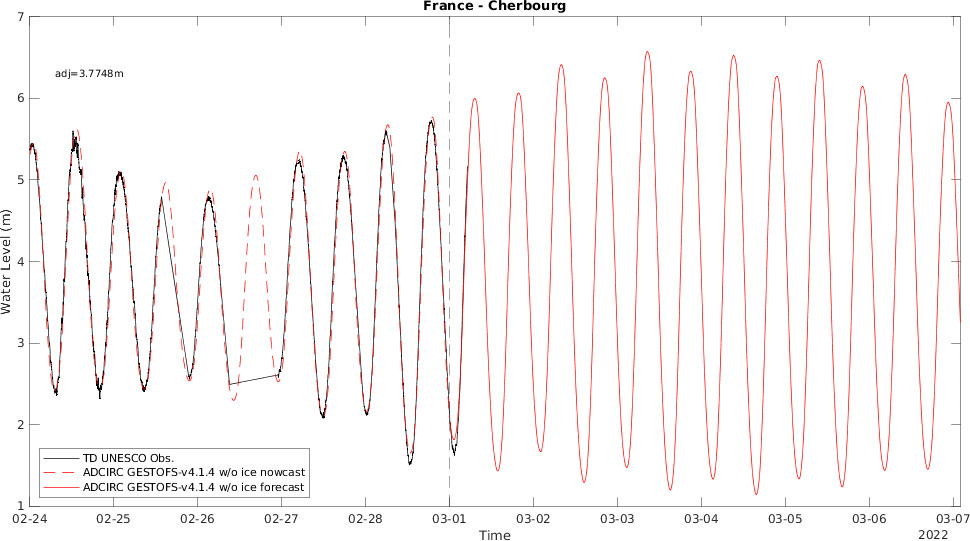 France - Cherbourg
7
adj=3.7748m
6
5
4
3
2
1
Water Level (m)
TD UNESCO Obs.
ADCIRC GESTOFS-v4.1.4 w/o ice nowcast
ADCIRC GESTOFS-v4.1.4 w/o ice forecast
02-24 02-25 02-26 02-27 02-28 03-01 03-02 03-03 03-04 03-05 03-06 03-07
Time
2022